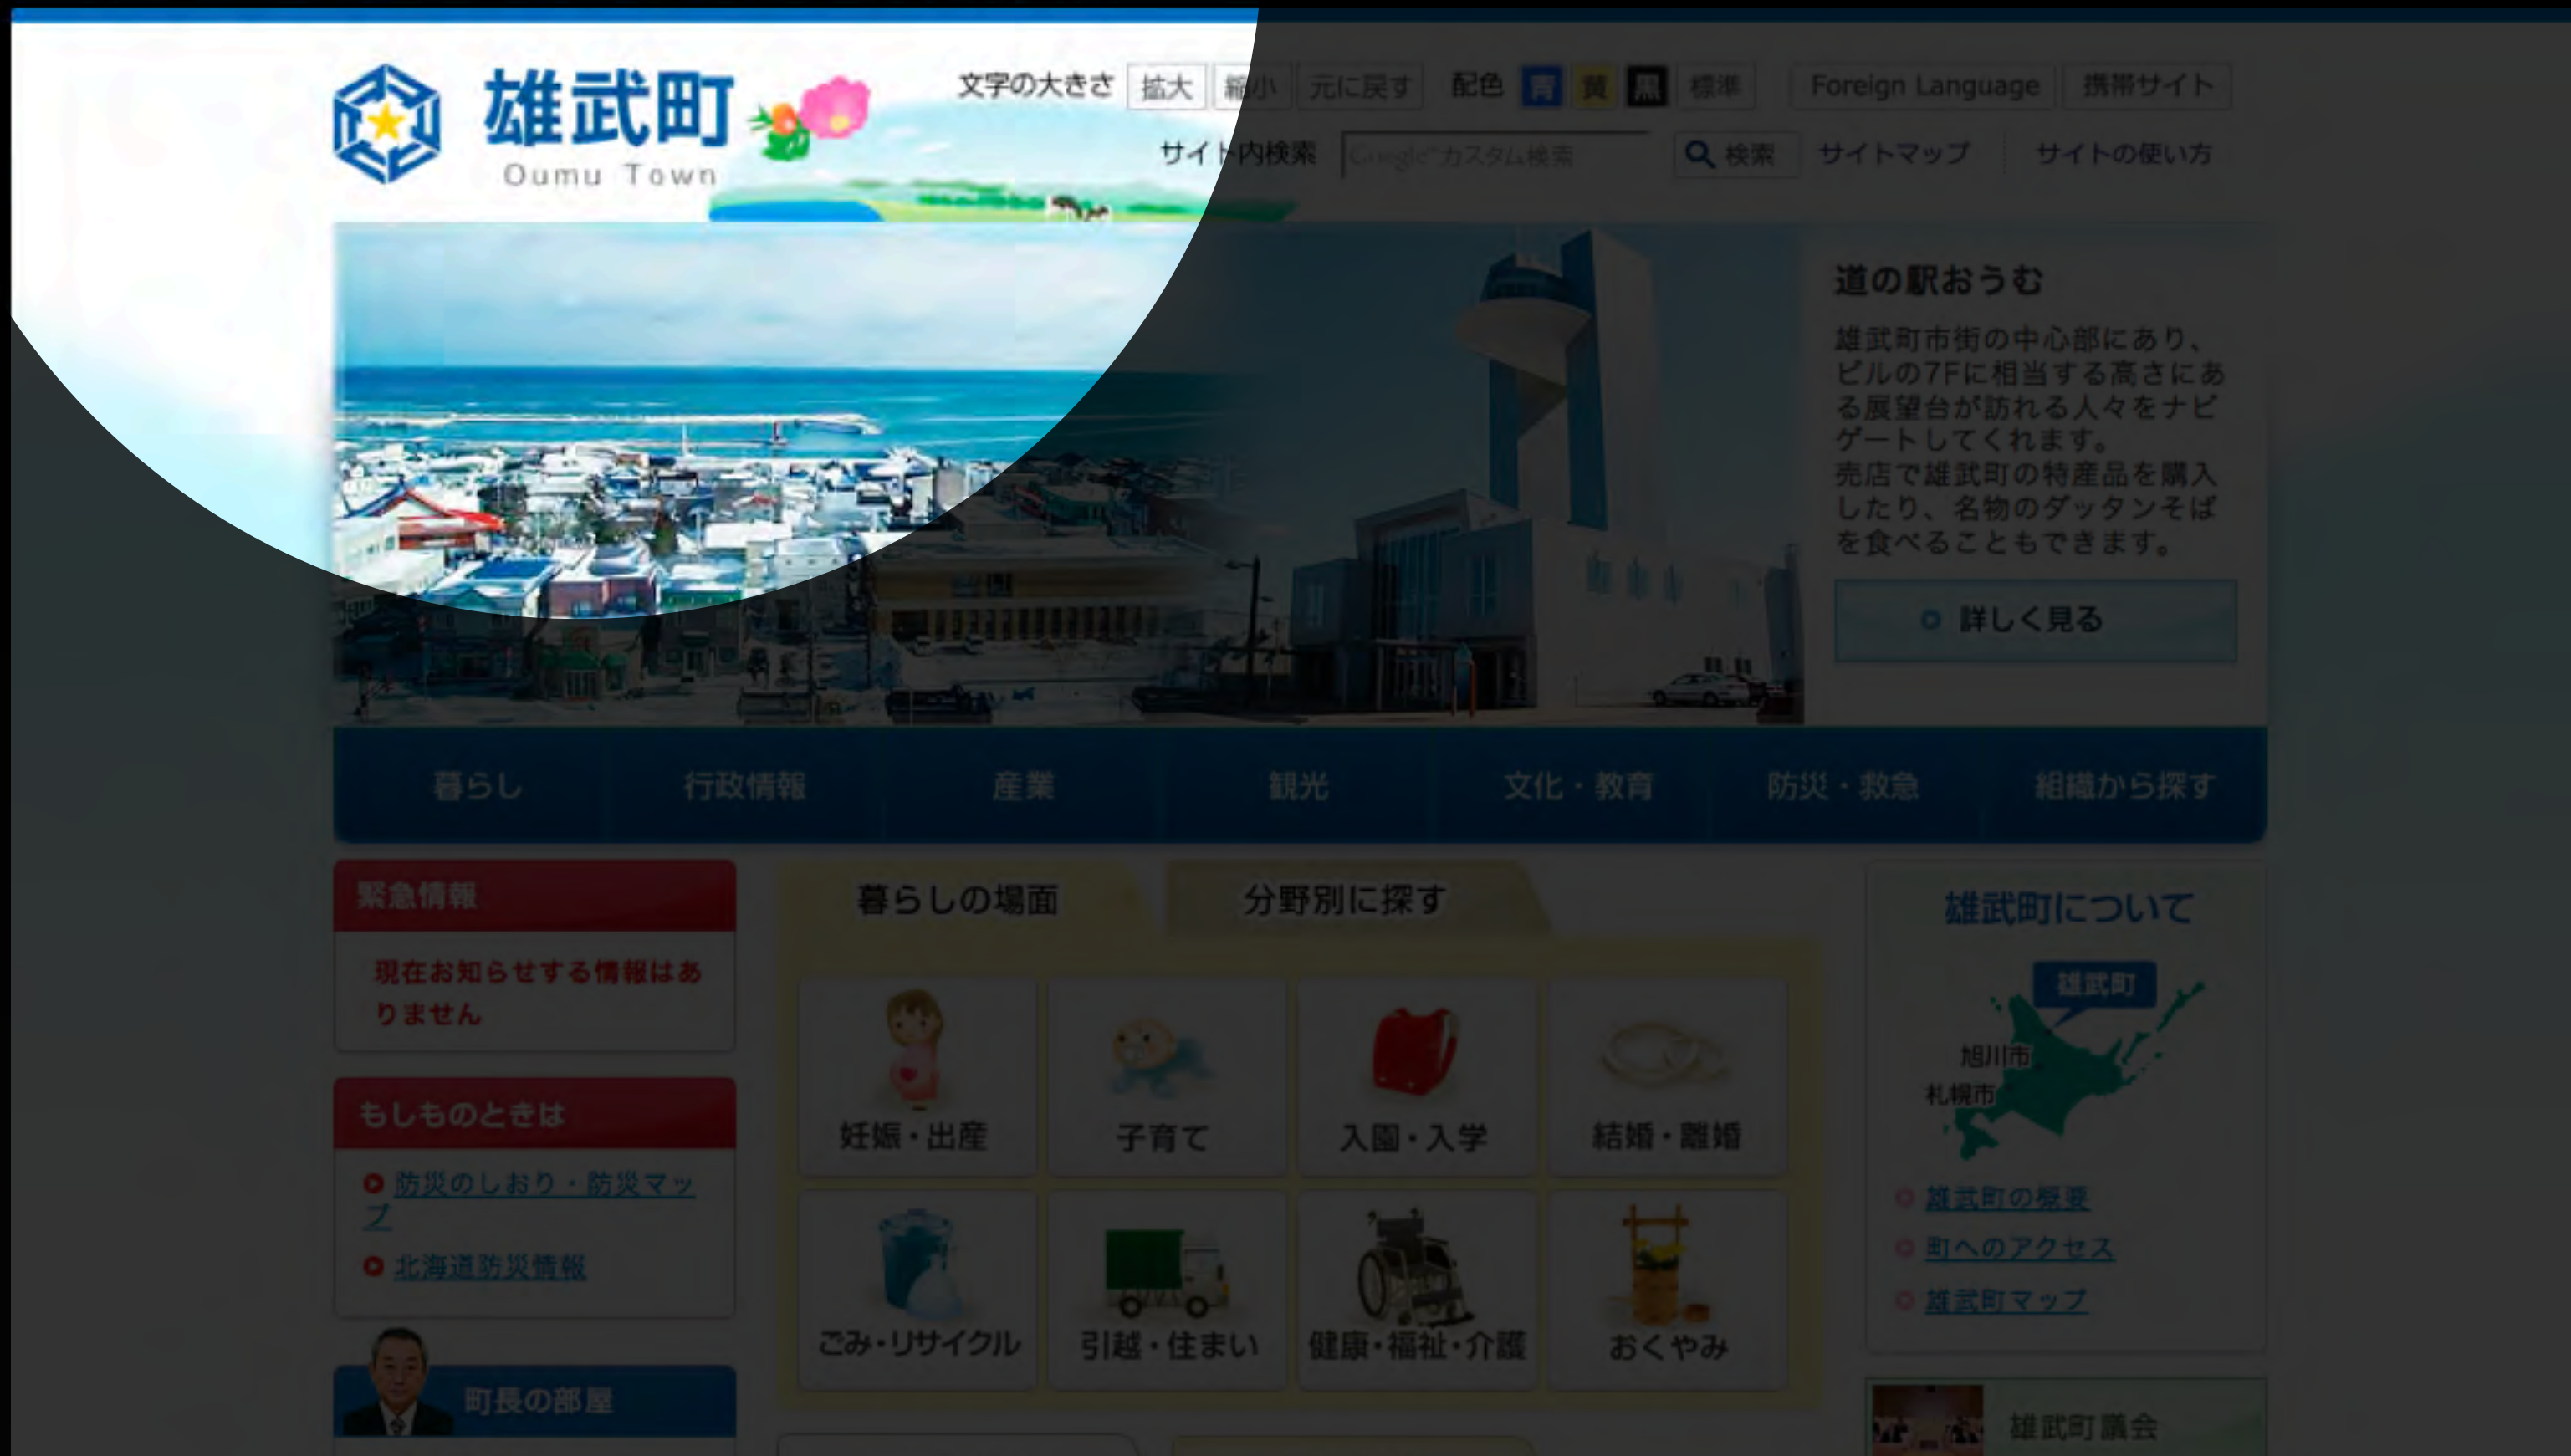 雄武町
Oumu Town
文字の大きさ 拡大 縮小 元に戻す 配色 青 黄 黒 標準 Foreign Language 携帯サイト
サイト内検索 Google カスタム検索 検索 サイトマップ サイトの使い方
道の駅おうむ
雄武町市街の中心部にあり、
ビルの7Fに相当する高さにあ
る展望台が訪れる人々をナビ
ゲートしてくれます。
売店で雄武町の特産品を購入
したり、名物のダッタンそば
を食べることもできます。
詳しく見る
暮らし 行政情報 産業 観光 文化・教育 防災・救急 組織から探す
緊急情報
現在お知らせする情報はあ
りません
もしものときは
防災のしおり・防災マッ
プ
北海道防災情報
町長の部屋
暮らしの場面 分野別に探す
妊娠・出産 子育て 入園・入学 結婚・離婚
ごみ・リサイクル 引越・住まい 健康・福祉・介護 おくやみ
雄武町について
雄武町
旭川市
札幌市
雄武町の概要
町へのアクセス
雄武町マップ
雄武町議会